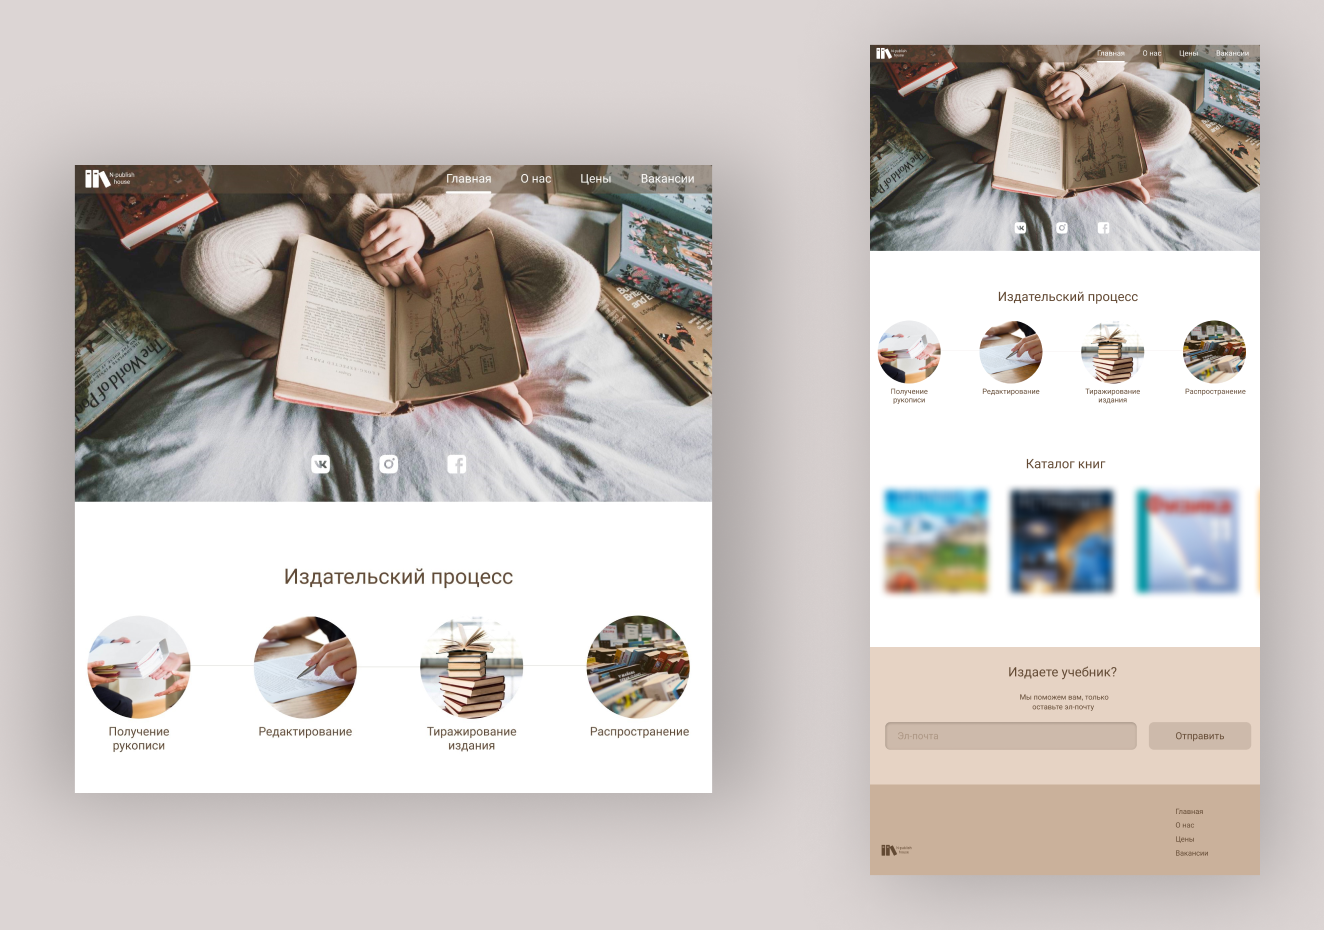 N-publish
house
Главная
О нас
Цены
Вакансии
The World of
Издательский процесс
Получение
рукописи
Редактирование
Тиражирование
издания
Распространение
N-publish
house
Главная
О нас
Цены
Вакансии
Издательский процесс
Получение
рукописи
Редактирование
Тиражирование
издания
Распространение
Каталог книг
Физика
11
Издаете учебник?
Мы поможем вам, только
оставьте эл-почту
Эл-почта
Отправить
Главная
О нас
Цены
Вакансии
N-publish
house